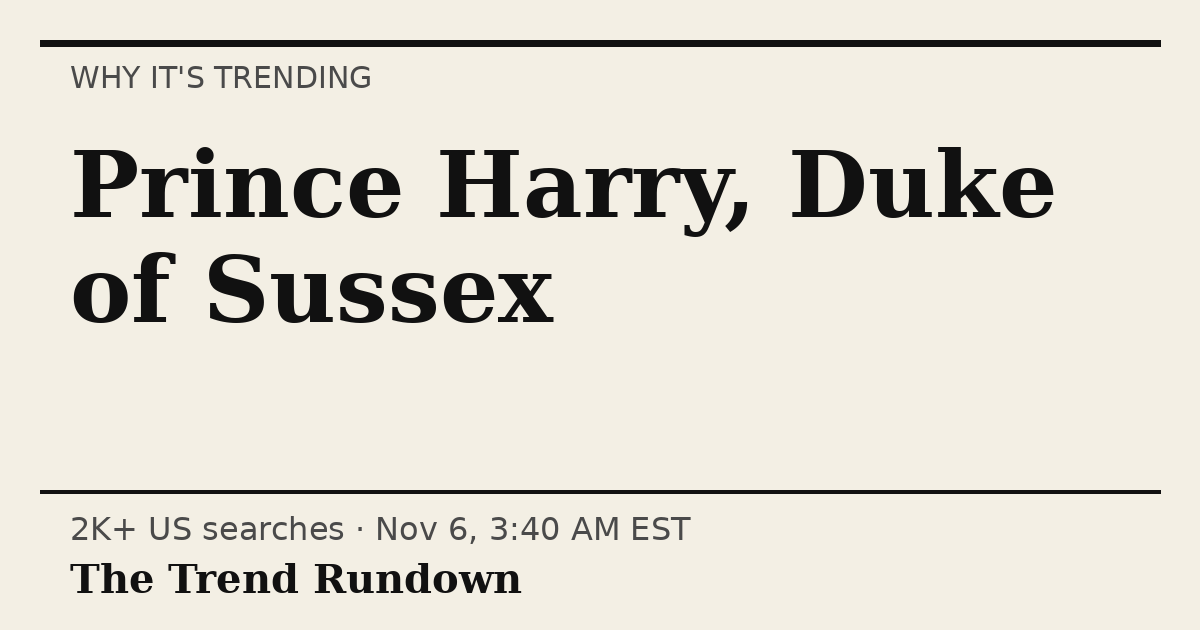 WHY IT'S TRENDING
Prince Harry, Duke
of Sussex
2K+ US searches · Nov 6, 3:40 AM EST
The Trend Rundown